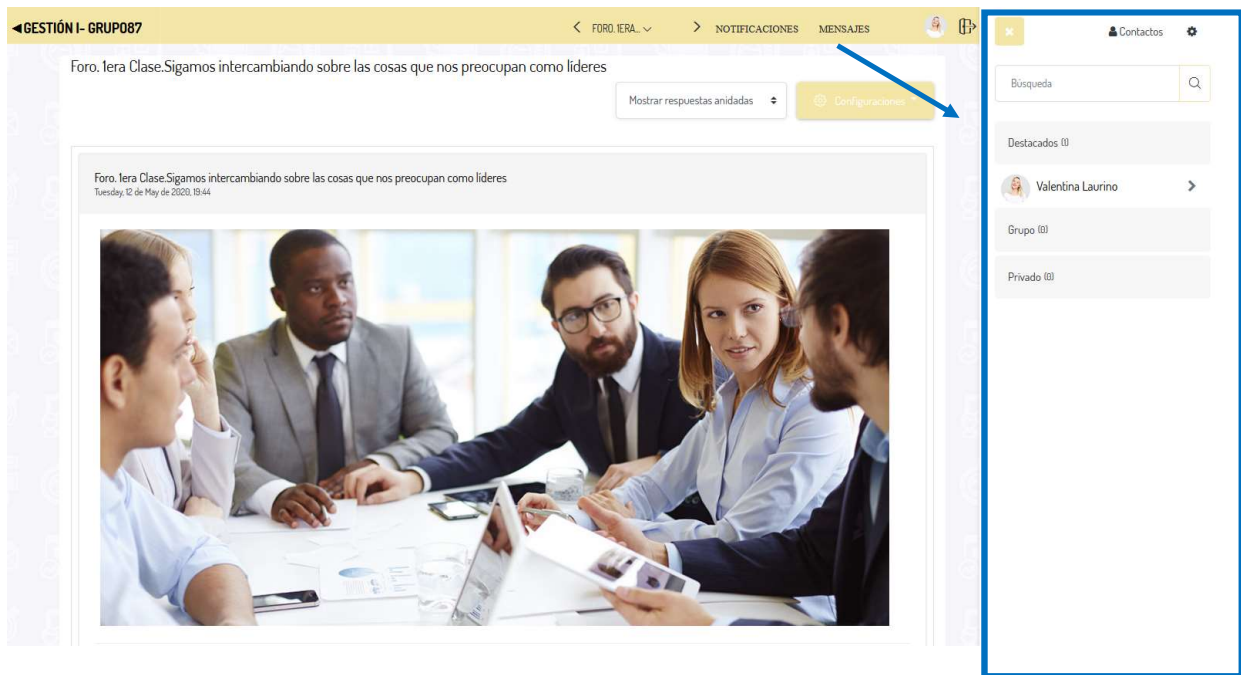 ◄GESTIÓN I- GRUPO87
FORO. 1ERA...
NOTIFICACIONES
MENSAJES
Foro. 1era Clase.Sigamos intercambiando sobre las cosas que nos preocupan como líderes
Mostrar respuestas anidadas
Configuraciones
Foro. 1era Clase.Sigamos intercambiando sobre las cosas que nos preocupan como líderes
Tuesday, 12 de May de 2020, 19:44
Contactos
Búsqueda
Destacados (1)
Valentina Laurino
Grupo (0)
Privado (0)